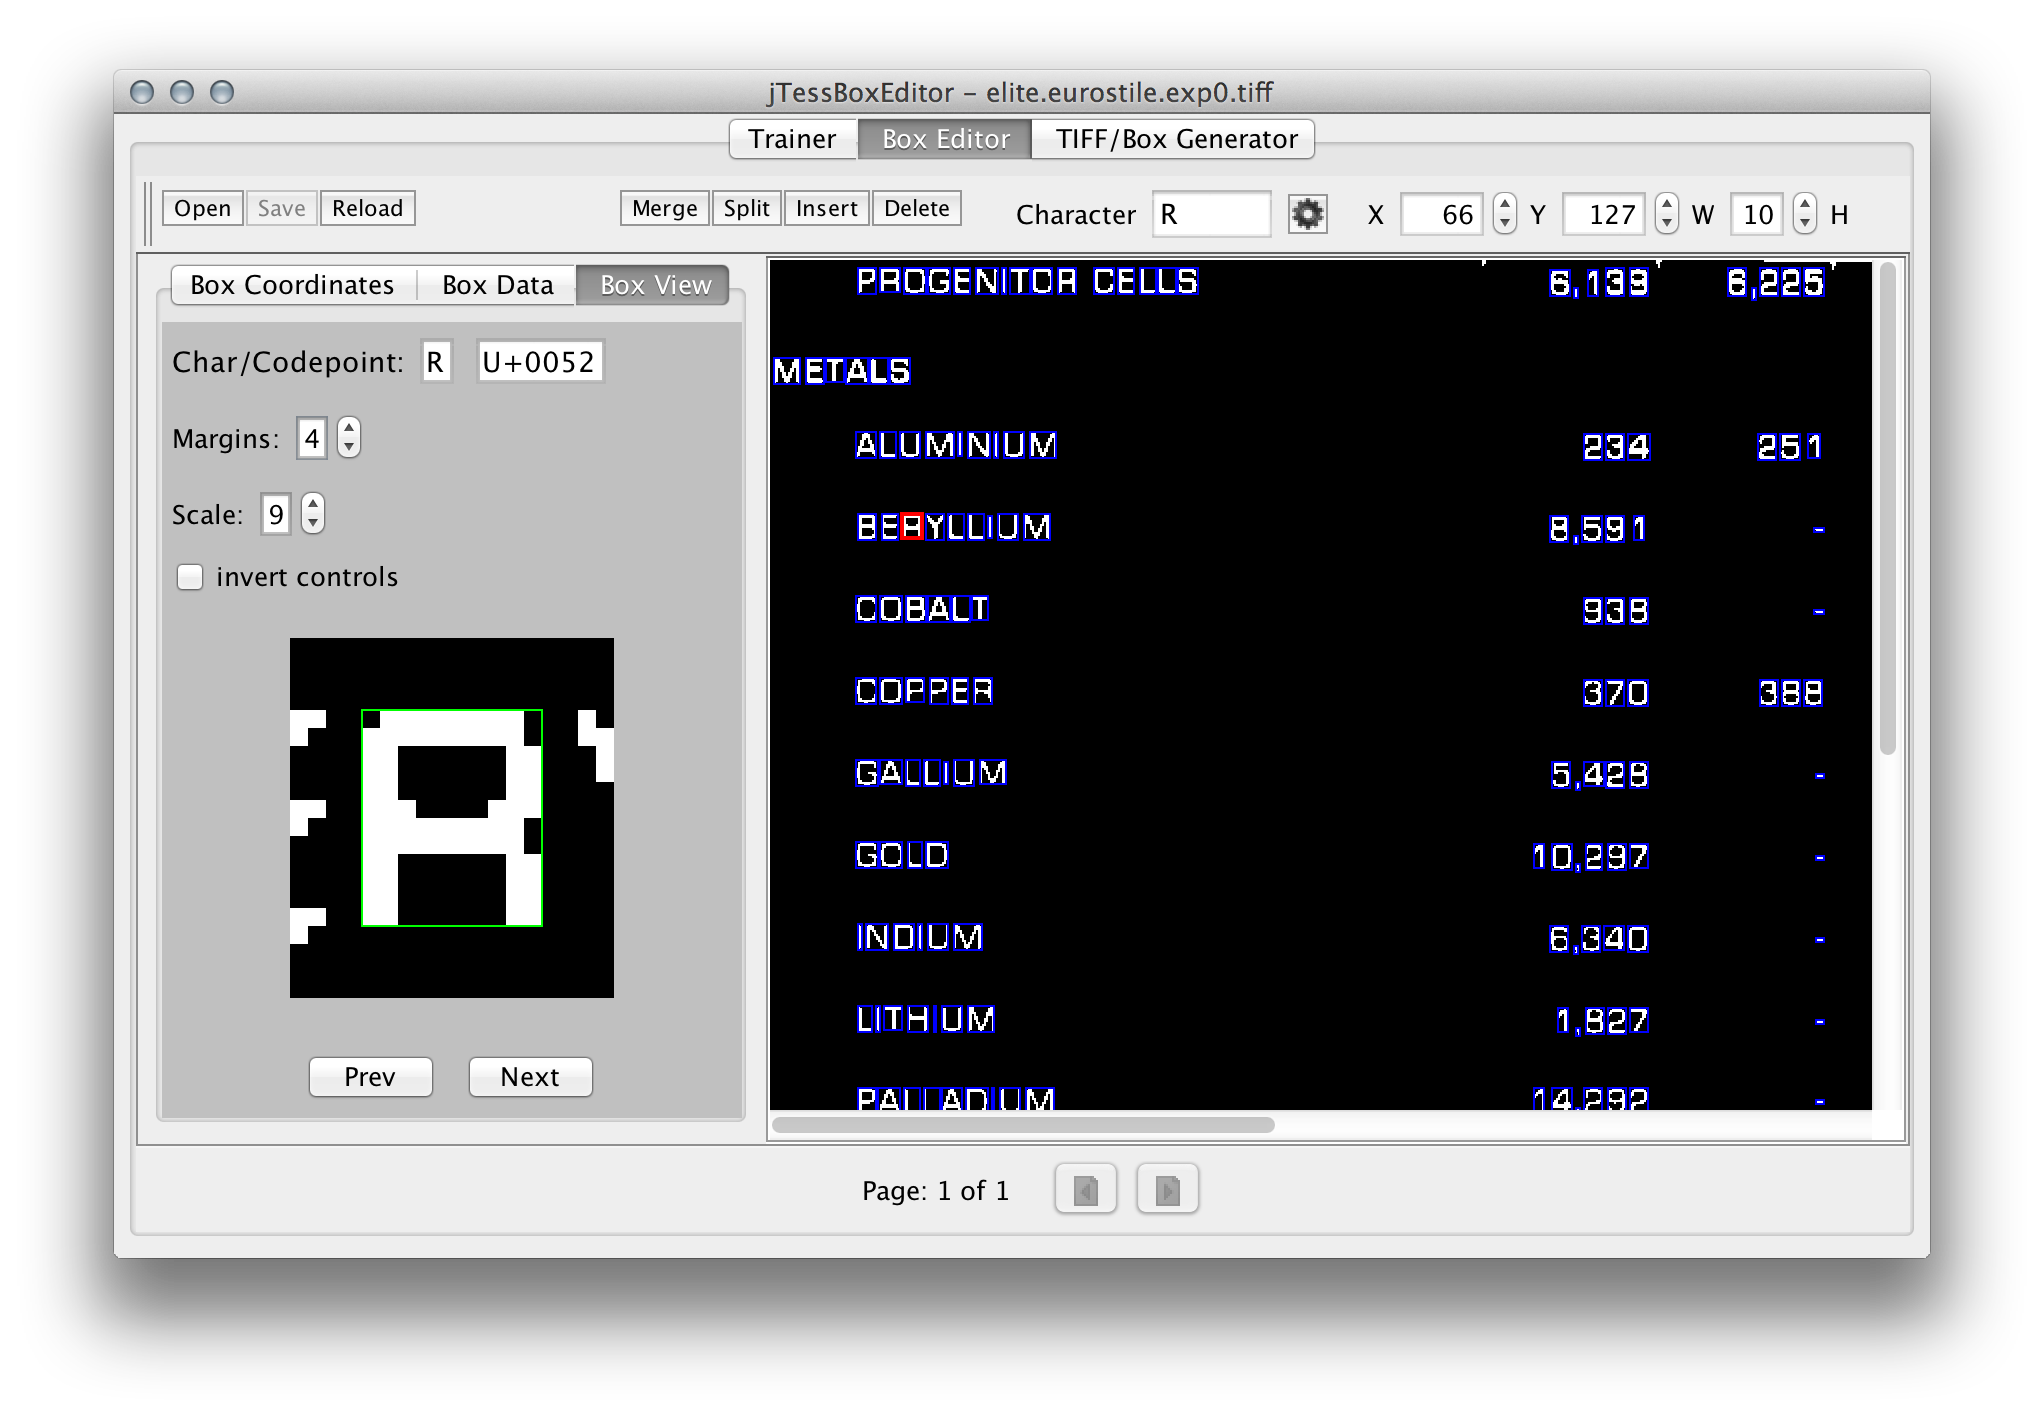 jTessBoxEditor – elite.eurostile.exp0.tiff
Trainer Box Editor TIFF/Box Generator
Open Save Reload Merge Split Insert Delete Character R X 66 Y 127 W 10 H
Box Coordinates Box Data Box View
Char/Codepoint: R U+0052
Margins: 4
Scale: 9
invert controls
R
Prev Next
PROGENITOR CELLS 6,139 6,225
METALS
ALUMINIUM 234 251
BERYLLIUM 8,591 -
COBALT 938 -
COPPER 370 388
GALLIUM 5,428 -
GOLD 10,297 -
INDIUM 6,340 -
LITHIUM 1,827 -
PALLADIUM 14,292 -
Page: 1 of 1